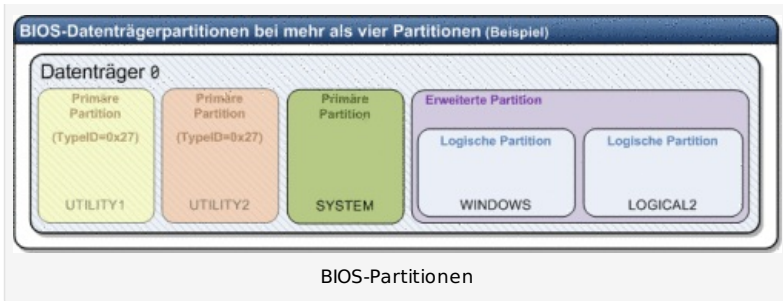 BIOS-Datenträgerpartitionen bei mehr als vier Partitionen (Beispiel)
Datenträger 0
Primäre
Partition
(TypeID=0x27)
UTILITY1
Primäre
Partition
(TypeID=0x27)
UTILITY2
Primäre
Partition
SYSTEM
Erweiterte Partition
Logische Partition
WINDOWS
Logische Partition
LOGICAL2
BIOS-Partitionen